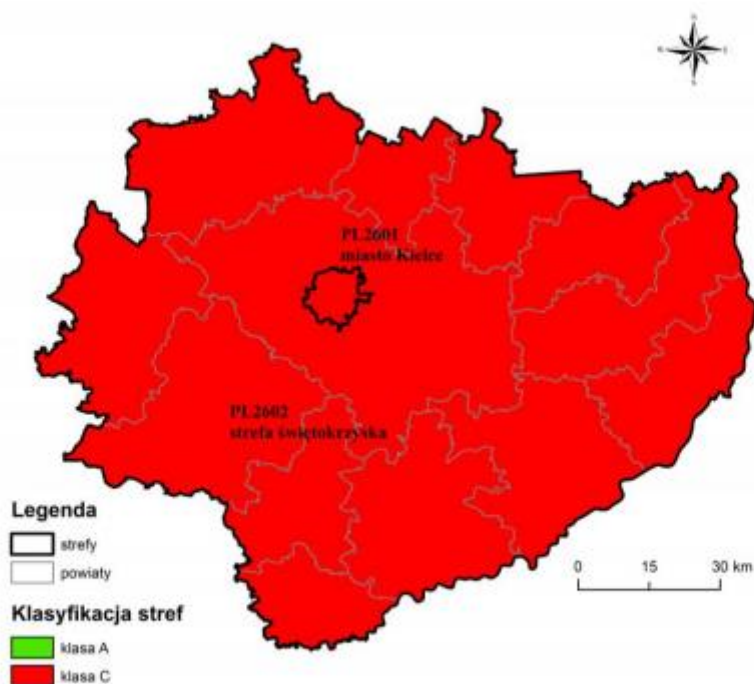 PL2601
miasto Kielce
PL2602
strefa świętokrzyska
Legenda
strefy
powiaty
Klasyfikacja stref
klasa A
klasa C
0 15 30 km